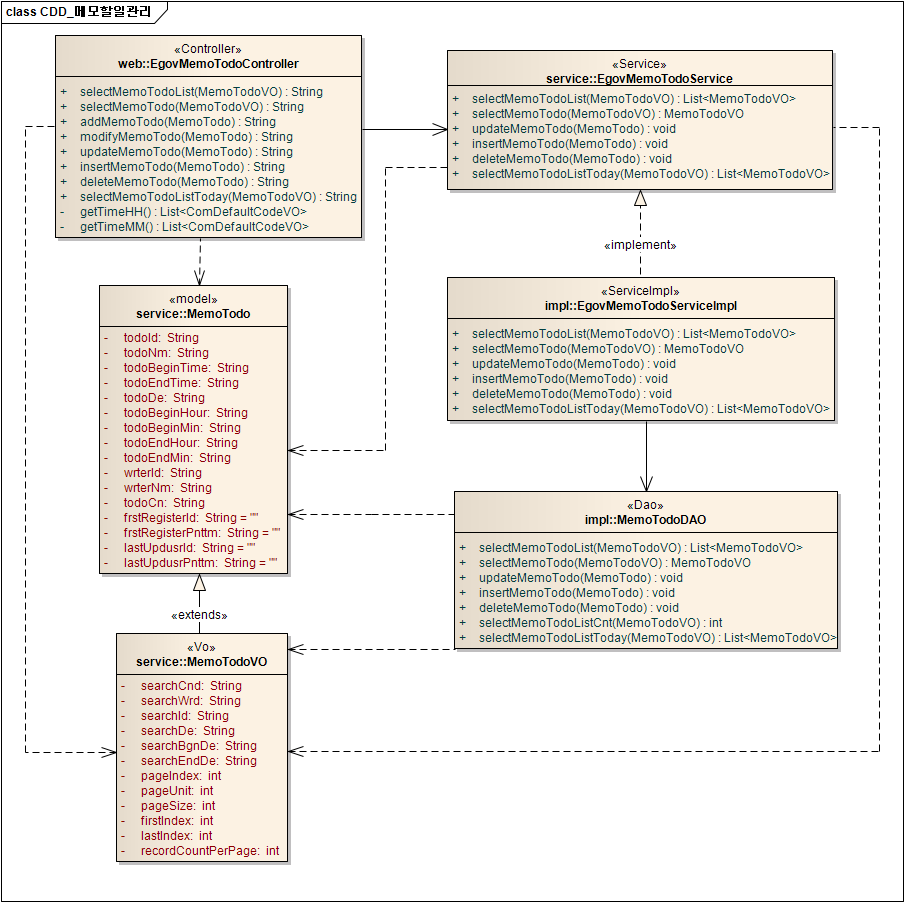 class CDD_메모할일관리
«Controller»
web::EgovMemoTodoController
+ selectMemoTodoList(MemoTodoVO) : String
+ selectMemoTodo(MemoTodoVO) : String
+ addMemoTodo(MemoTodo) : String
+ modifyMemoTodo(MemoTodo) : String
+ updateMemoTodo(MemoTodo) : String
+ insertMemoTodo(MemoTodo) : String
+ deleteMemoTodo(MemoTodo) : String
+ selectMemoTodoListToday(MemoTodoVO) : String
- getTimeHH() : List<ComDefaultCodeVO>
- getTimeMM() : List<ComDefaultCodeVO>
«Service»
service::EgovMemoTodoService
+ selectMemoTodoList(MemoTodoVO) : List<MemoTodoVO>
+ selectMemoTodo(MemoTodoVO) : MemoTodoVO
+ updateMemoTodo(MemoTodo) : void
+ insertMemoTodo(MemoTodo) : void
+ deleteMemoTodo(MemoTodo) : void
+ selectMemoTodoListToday(MemoTodoVO) : List<MemoTodoVO>
«implement»
«ServiceImpl»
impl::EgovMemoTodoServiceImpl
+ selectMemoTodoList(MemoTodoVO) : List<MemoTodoVO>
+ selectMemoTodo(MemoTodoVO) : MemoTodoVO
+ updateMemoTodo(MemoTodo) : void
+ insertMemoTodo(MemoTodo) : void
+ deleteMemoTodo(MemoTodo) : void
+ selectMemoTodoListToday(MemoTodoVO) : List<MemoTodoVO>
«model»
service::MemoTodo
- todoId: String
- todoNm: String
- todoBeginTime: String
- todoEndTime: String
- todoDe: String
- todoBeginHour: String
- todoBeginMin: String
- todoEndHour: String
- todoEndMin: String
- wrterId: String
- wrterNm: String
- todoCn: String
- frstRegisterId: String = ""
- frstRegisterPnttm: String = ""
- lastUpdusrId: String = ""
- lastUpdusrPnttm: String = ""
«Dao»
impl::MemoTodoDAO
+ selectMemoTodoList(MemoTodoVO) : List<MemoTodoVO>
+ selectMemoTodo(MemoTodoVO) : MemoTodoVO
+ updateMemoTodo(MemoTodo) : void
+ insertMemoTodo(MemoTodo) : void
+ deleteMemoTodo(MemoTodo) : void
+ selectMemoTodoListCnt(MemoTodoVO) : int
+ selectMemoTodoListToday(MemoTodoVO) : List<MemoTodoVO>
«extends»
«Vo»
service::MemoTodoVO
- searchCnd: String
- searchWrd: String
- searchId: String
- searchDe: String
- searchBgnDe: String
- searchEndDe: String
- pageIndex: int
- pageUnit: int
- pageSize: int
- firstIndex: int
- lastIndex: int
- recordCountPerPage: int